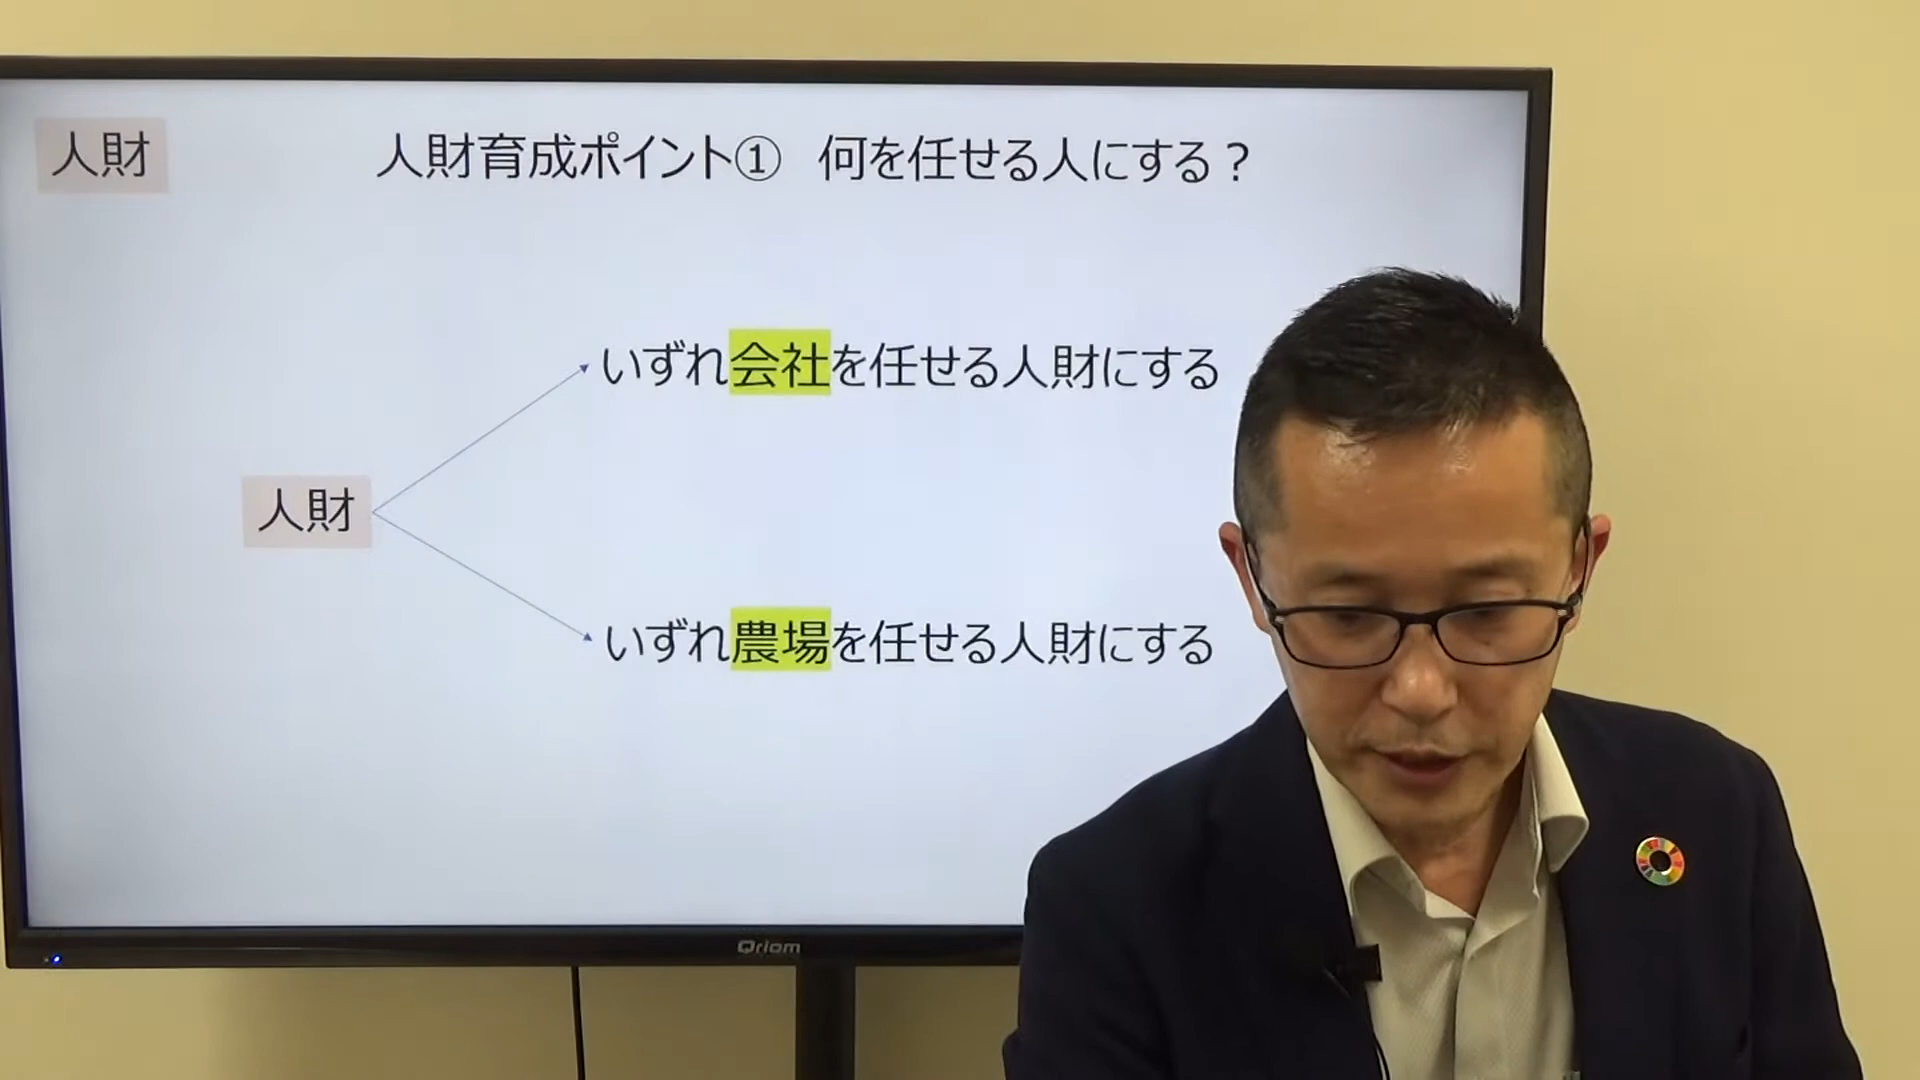 人財
人財育成ポイント① 何を任せる人にする？
いずれ会社を任せる人財にする
人財
いずれ農場を任せる人財にする
Qriom